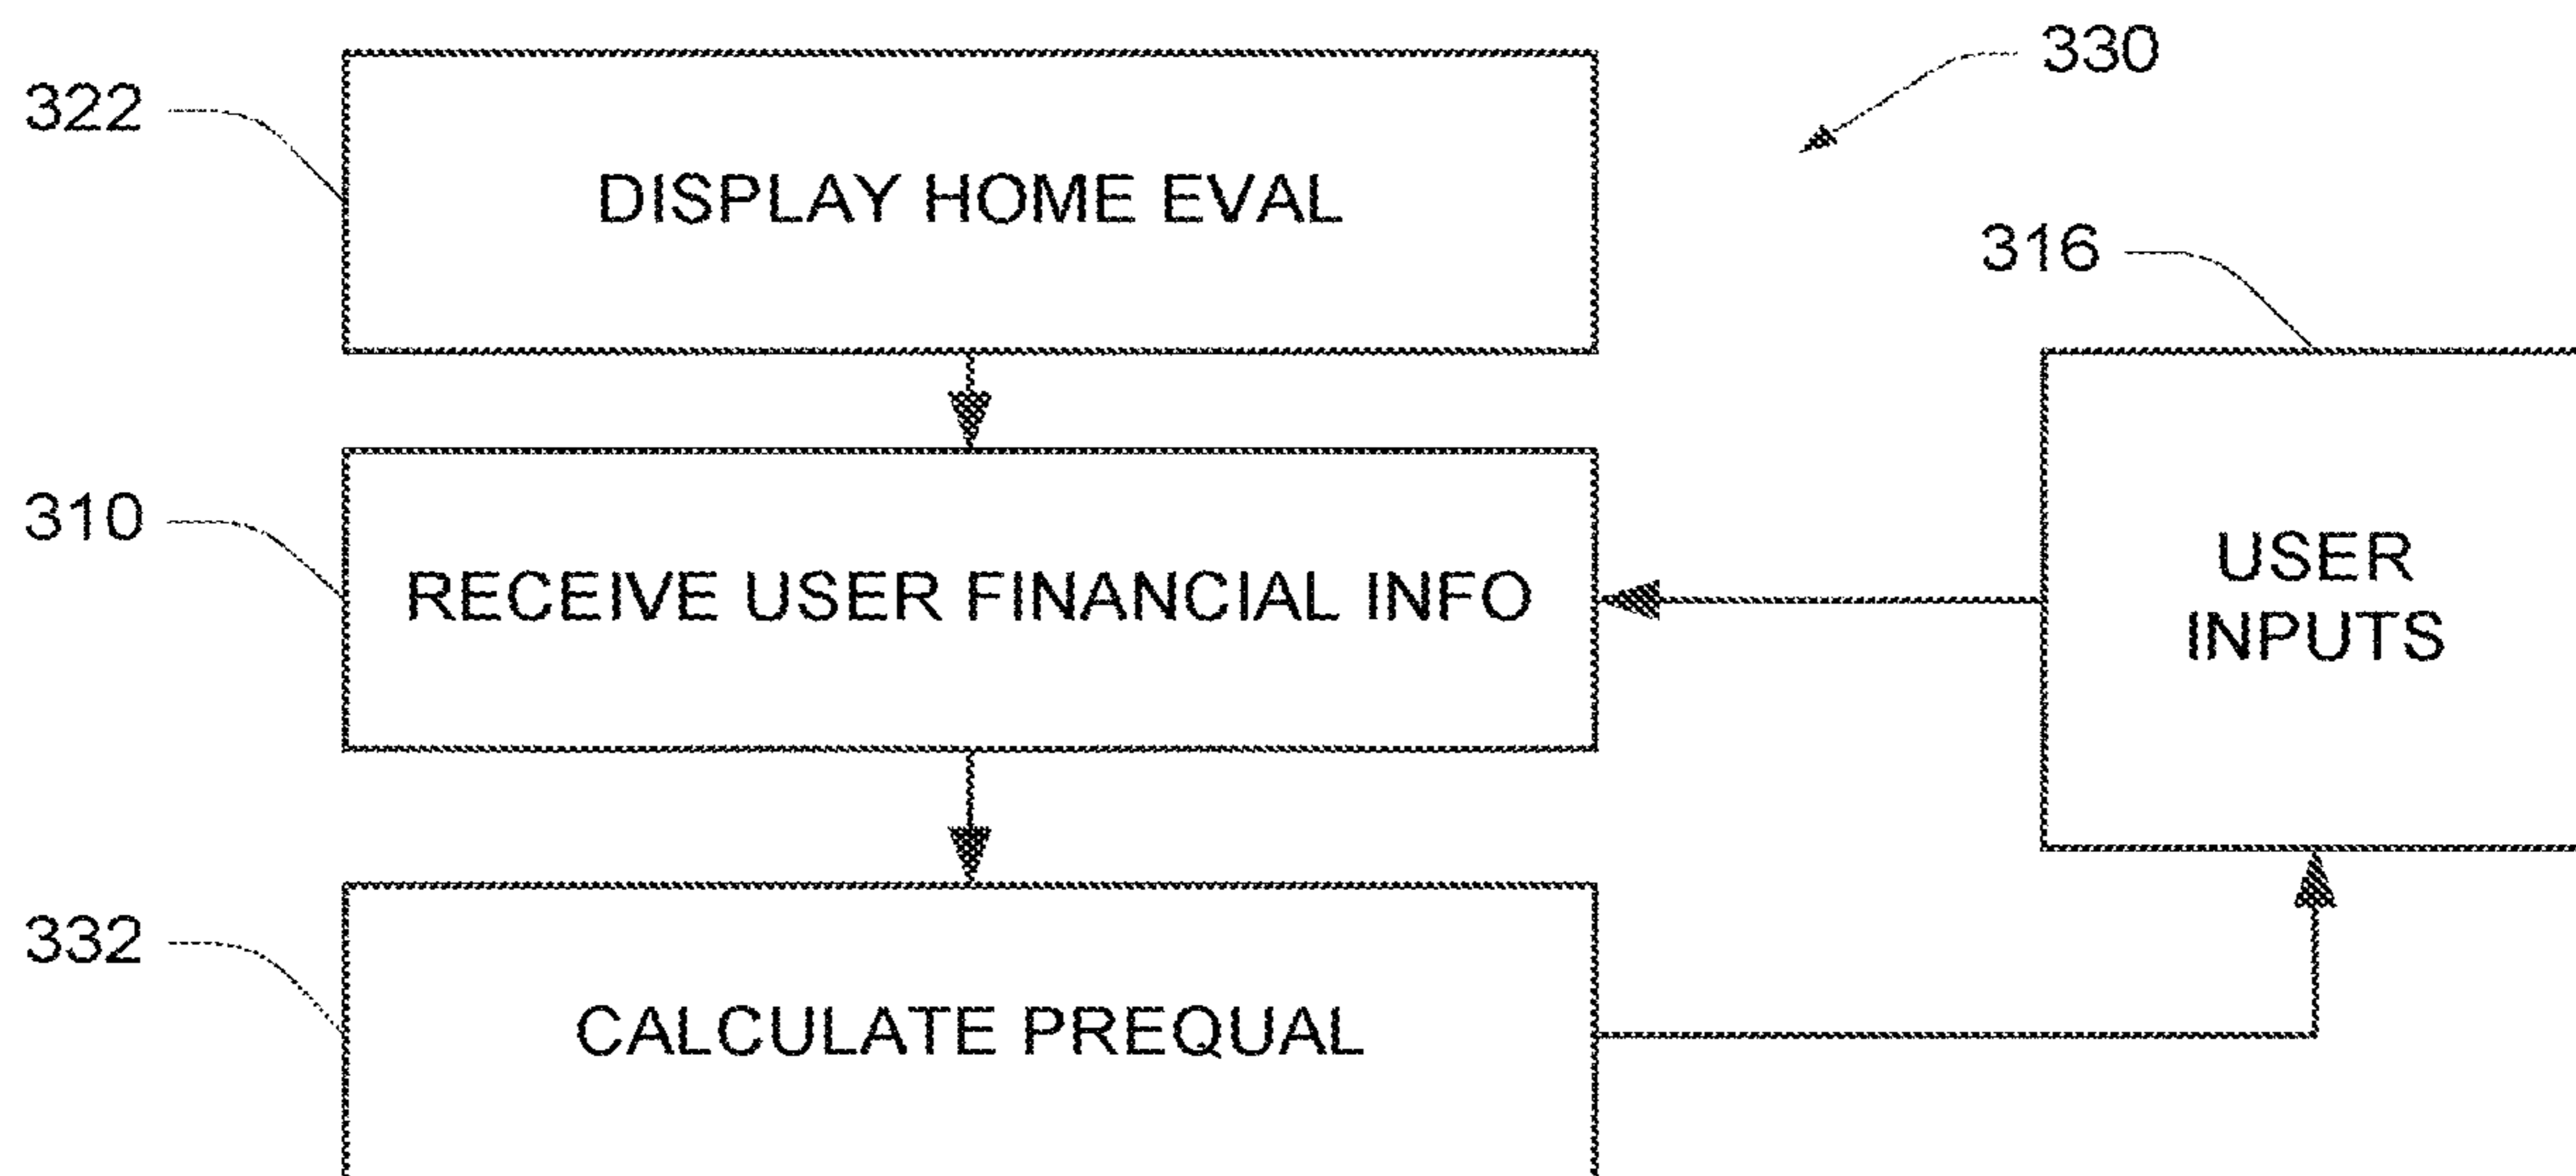 330
322
DISPLAY HOME EVAL
316
310
RECEIVE USER FINANCIAL INFO
USER
INPUTS
332
CALCULATE PREQUAL